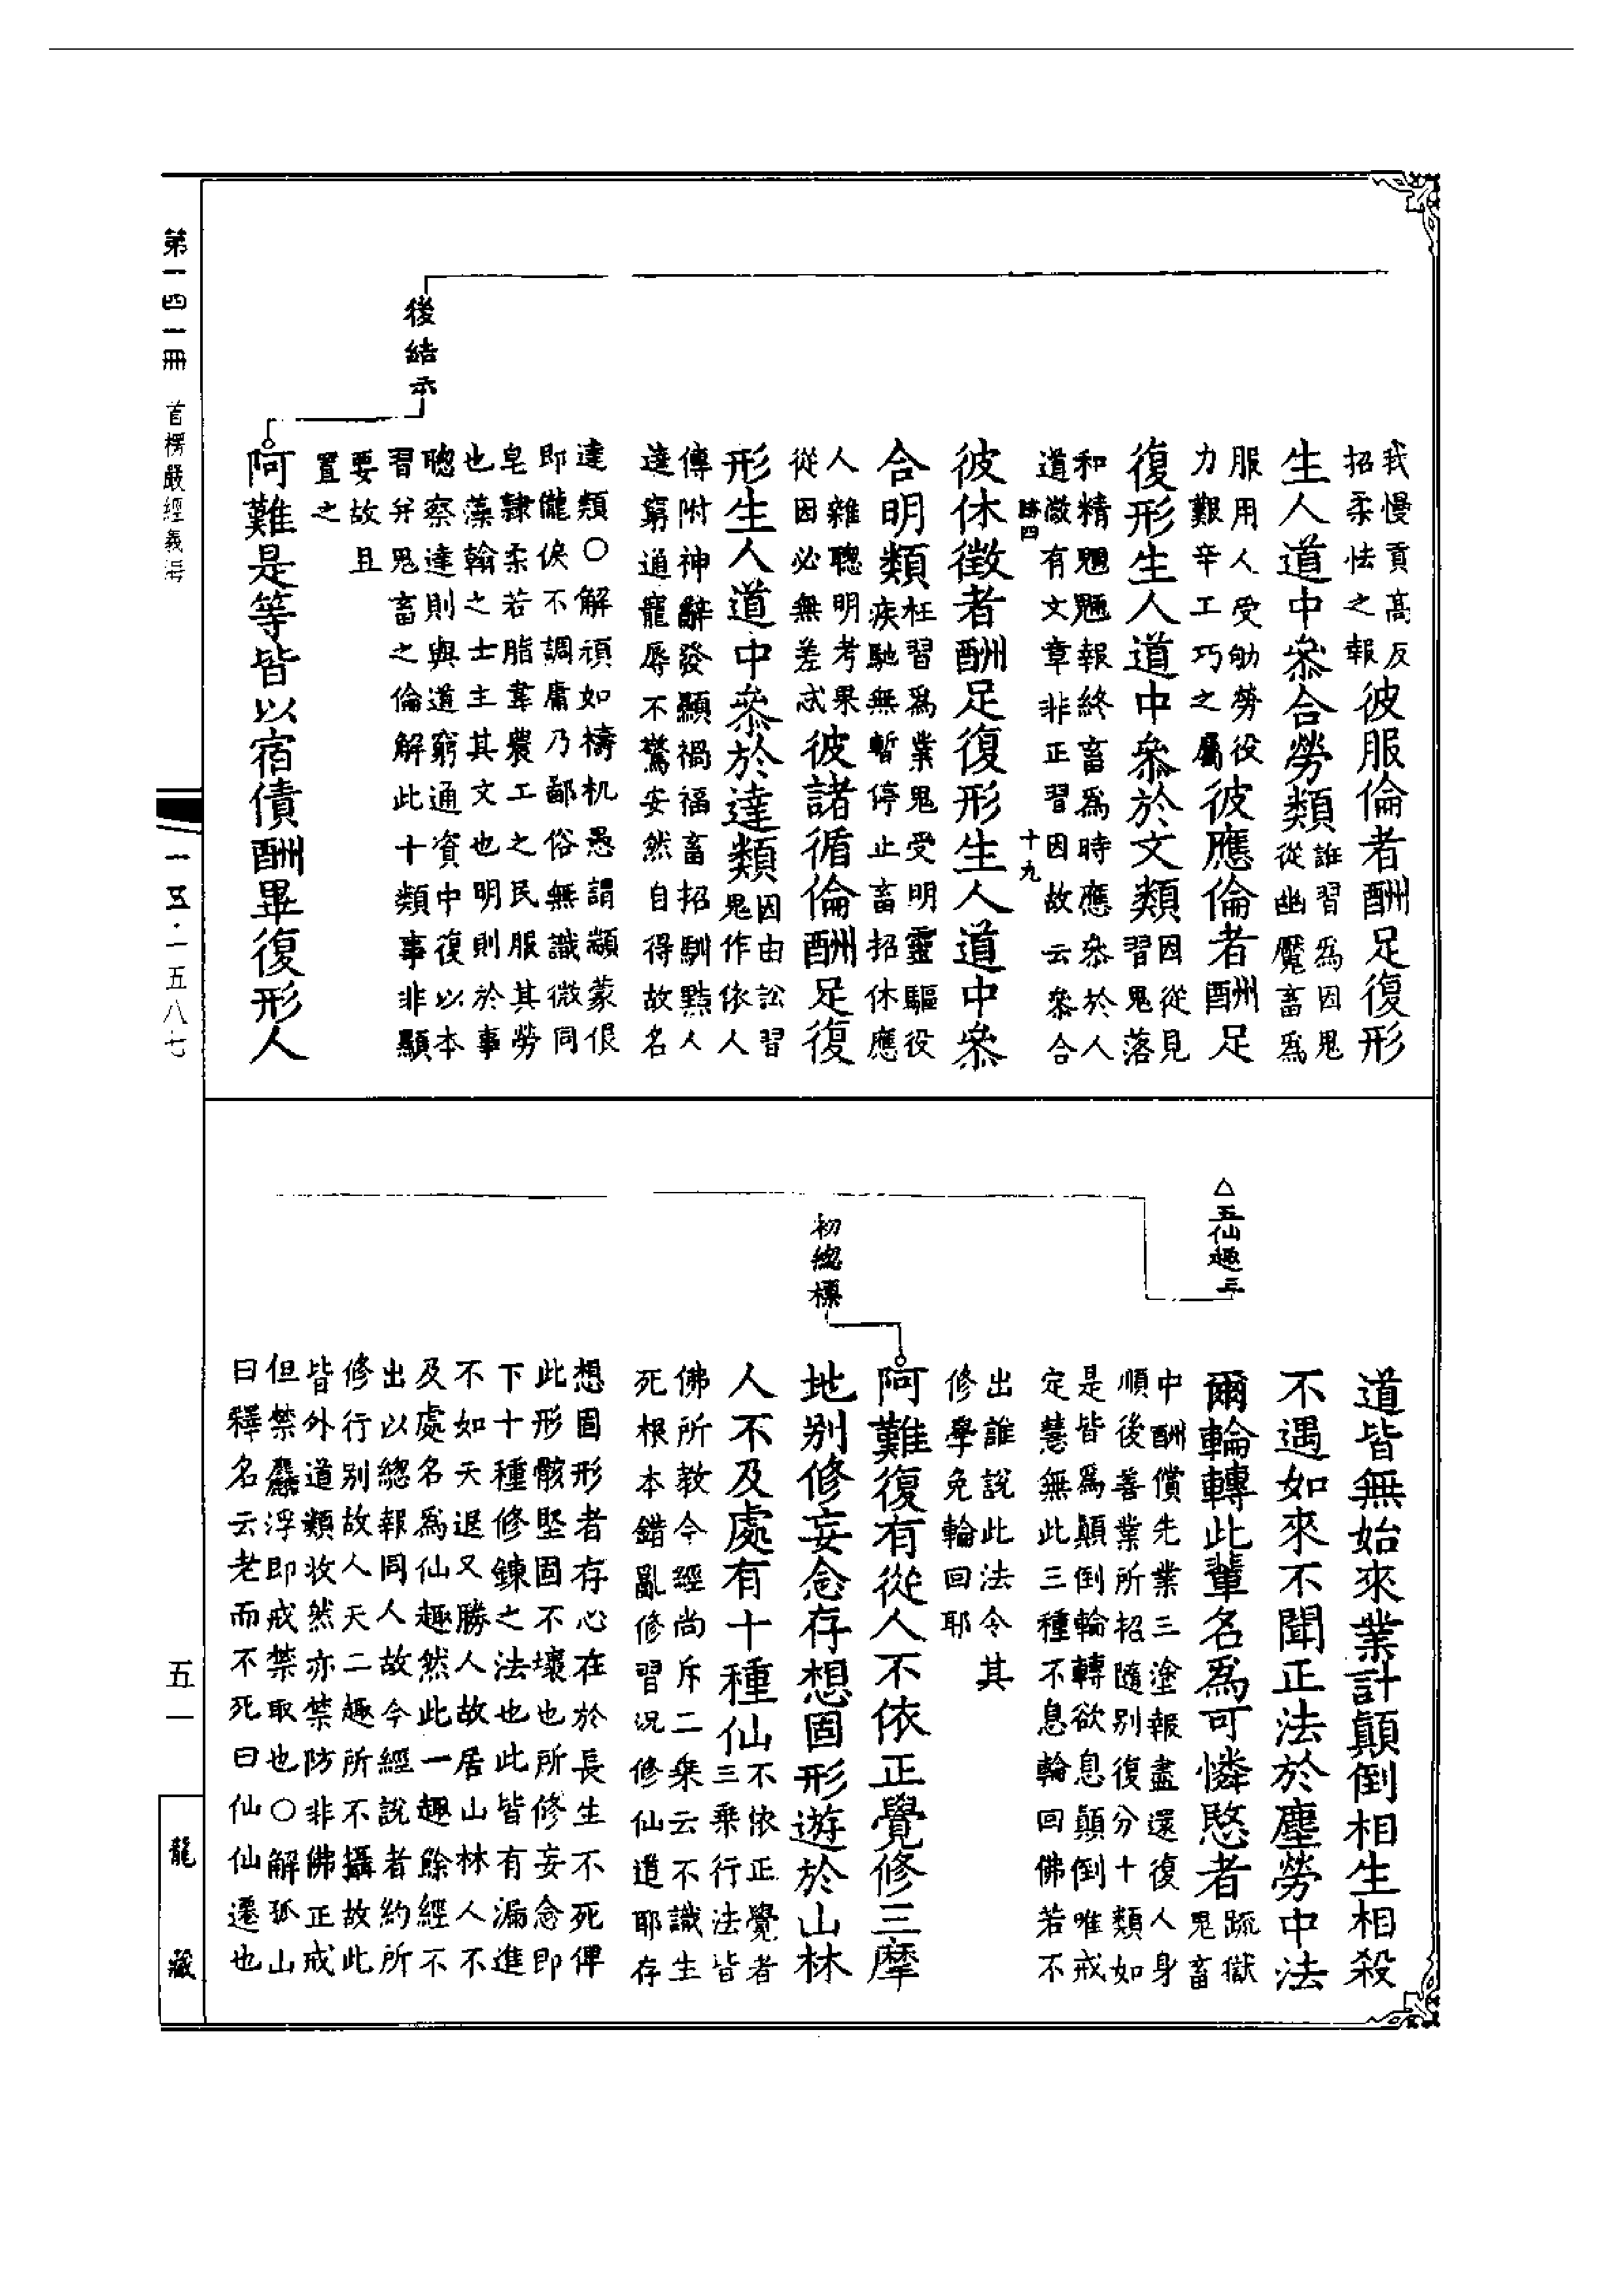 我慢貢高反
招柔怯之報
彼服倫者酬足復形
生人道中叅合勞類
誰習爲因鬼
從幽魘畜爲
服用人受劬勞役
力艱辛工巧之屬
彼應倫者酬足
復形生人道中叅於文類
因從見
習鬼落
和精魍魎報終畜爲時應叅於人
道微有文章非正習因故云叅合
十九
彼休徵者酬足復形生人道中叅
合明類
枉習爲業鬼受明靈驅役
疾馳無暫停止畜招休應
人雜聰明考果
從因必無差忒
彼諸循倫酬足復
形生人道中叅於達類
因由訟習
鬼作依人
傳附神辭發顯禍福畜招馴黠人
達窮通寵辱不驚安然自得故名
達類〇解頑如檮杌愚謂顓蒙佷
即儱悷不調庸乃鄙俗無識微同
皂隸柔若脂韋農工之民服其勞
也藻翰之士主其文也明則於事
聰察達則與道窮通資中復以本
習并鬼畜之倫解此十類事非顯
要故且
置之
後結示
阿難是等皆以宿債酬畢復形人
道皆無始來業計顛倒相生相殺
不遇如來不聞正法於塵勞中法
爾輪轉此輩名爲可憐愍者
疏獄
鬼畜
中酬償先業三塗報盡還復人身
順後善業所招隨別復分十類如
是皆爲顛倒輪轉欲息顛倒唯戒
定慧無此三種不息輪回佛若不
出誰說此法令其
修學免輪回耶
△五仙趣三
初總標
阿難復有從人不依正覺修三摩
地別修妄念存想固形遊於山林
人不及處有十種仙
不依正覺者
三乘行法皆
佛所教今經尚斥二乘云不識生
死根本錯亂修習況修仙道耶存
想固形者存心在於長生不死俾
此形骸堅固不壞也所修妄念即
下十種修鍊之法也此皆有漏進
不如天退又勝人故居山林人不
及處名爲仙趣然此一趣餘經不
出以總報同人故今經說者約所
修行別故人天二趣所不攝故此
皆外道類收然亦禁防非佛正戒
但禁麤浮即戒禁取也〇解孤山
曰釋名云老而不死曰仙仙遷也
第一四一冊 首楞嚴經義海
一一五·一五八七
五一
龍藏